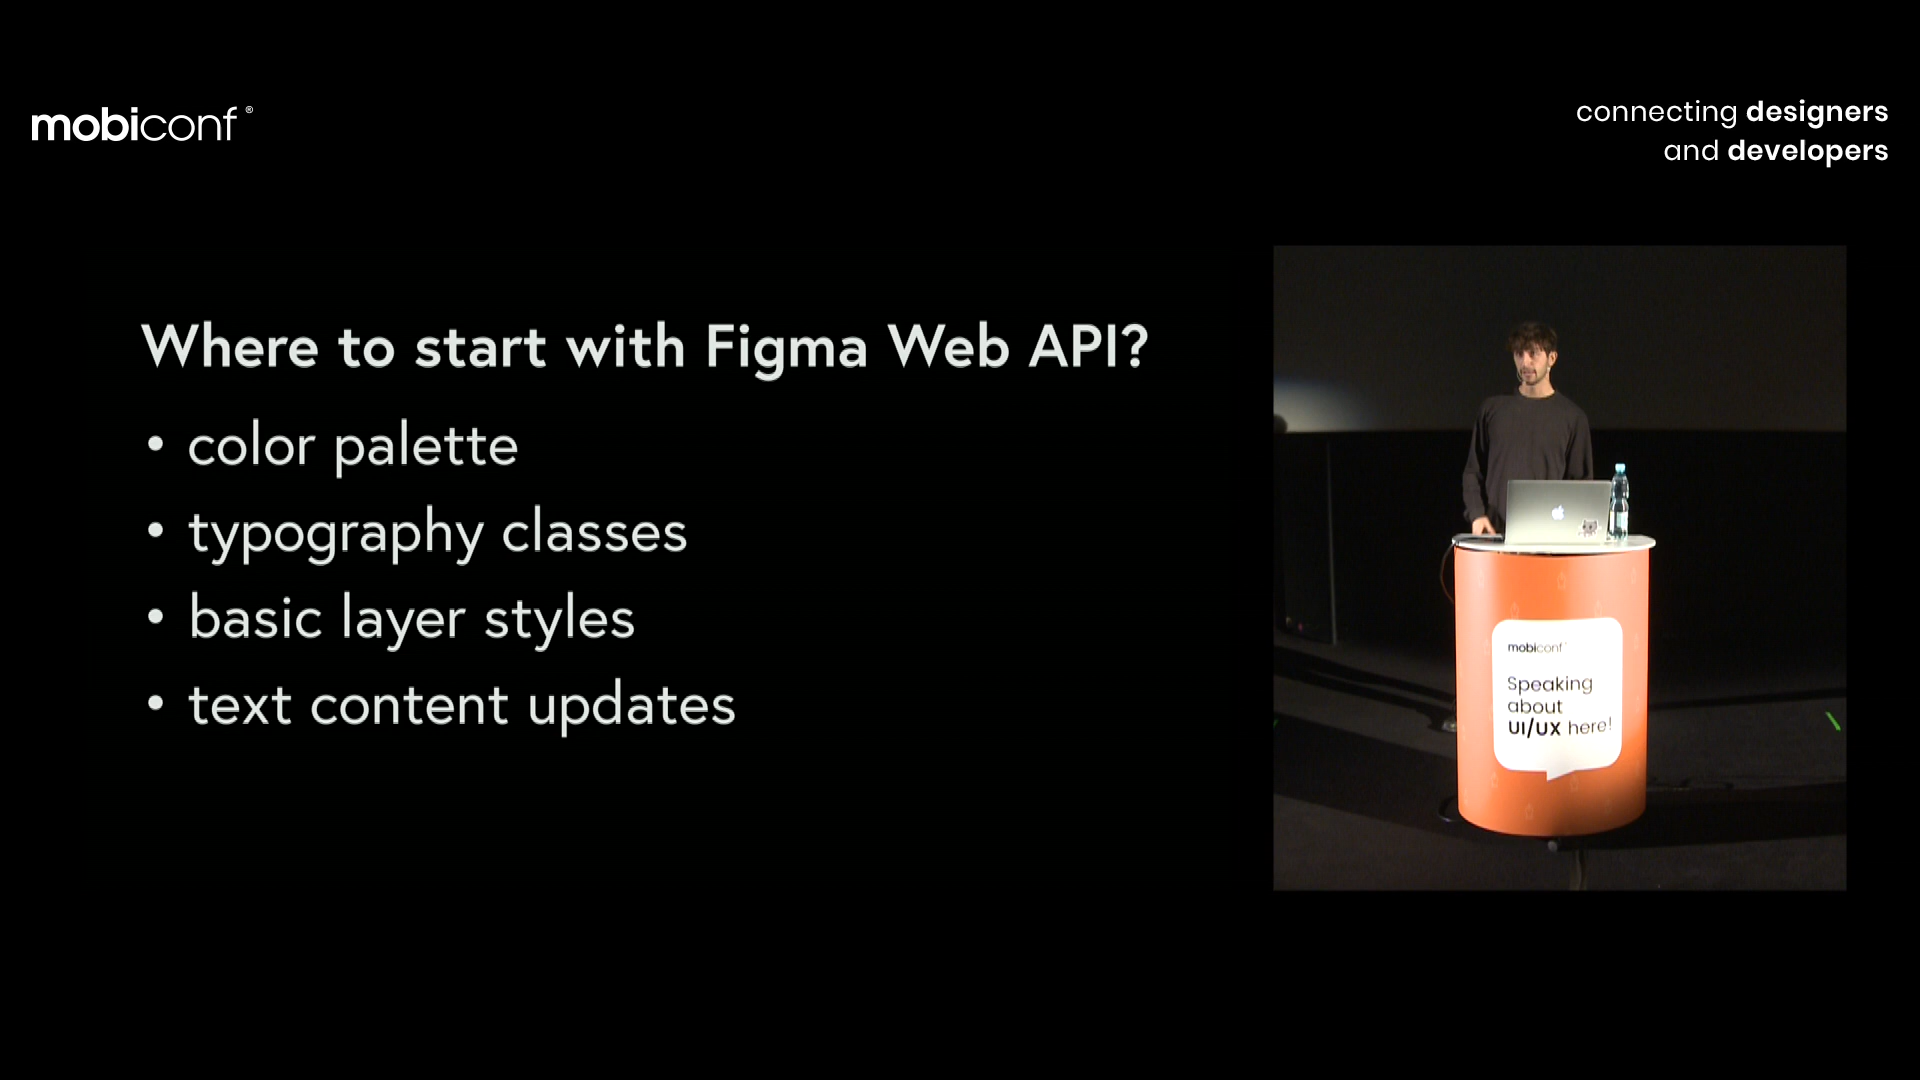 mobiconf®
connecting designers
and developers
Where to start with Figma Web API?
• color palette
• typography classes
• basic layer styles
• text content updates
mobiconf
Speaking
about
UI/UX here!